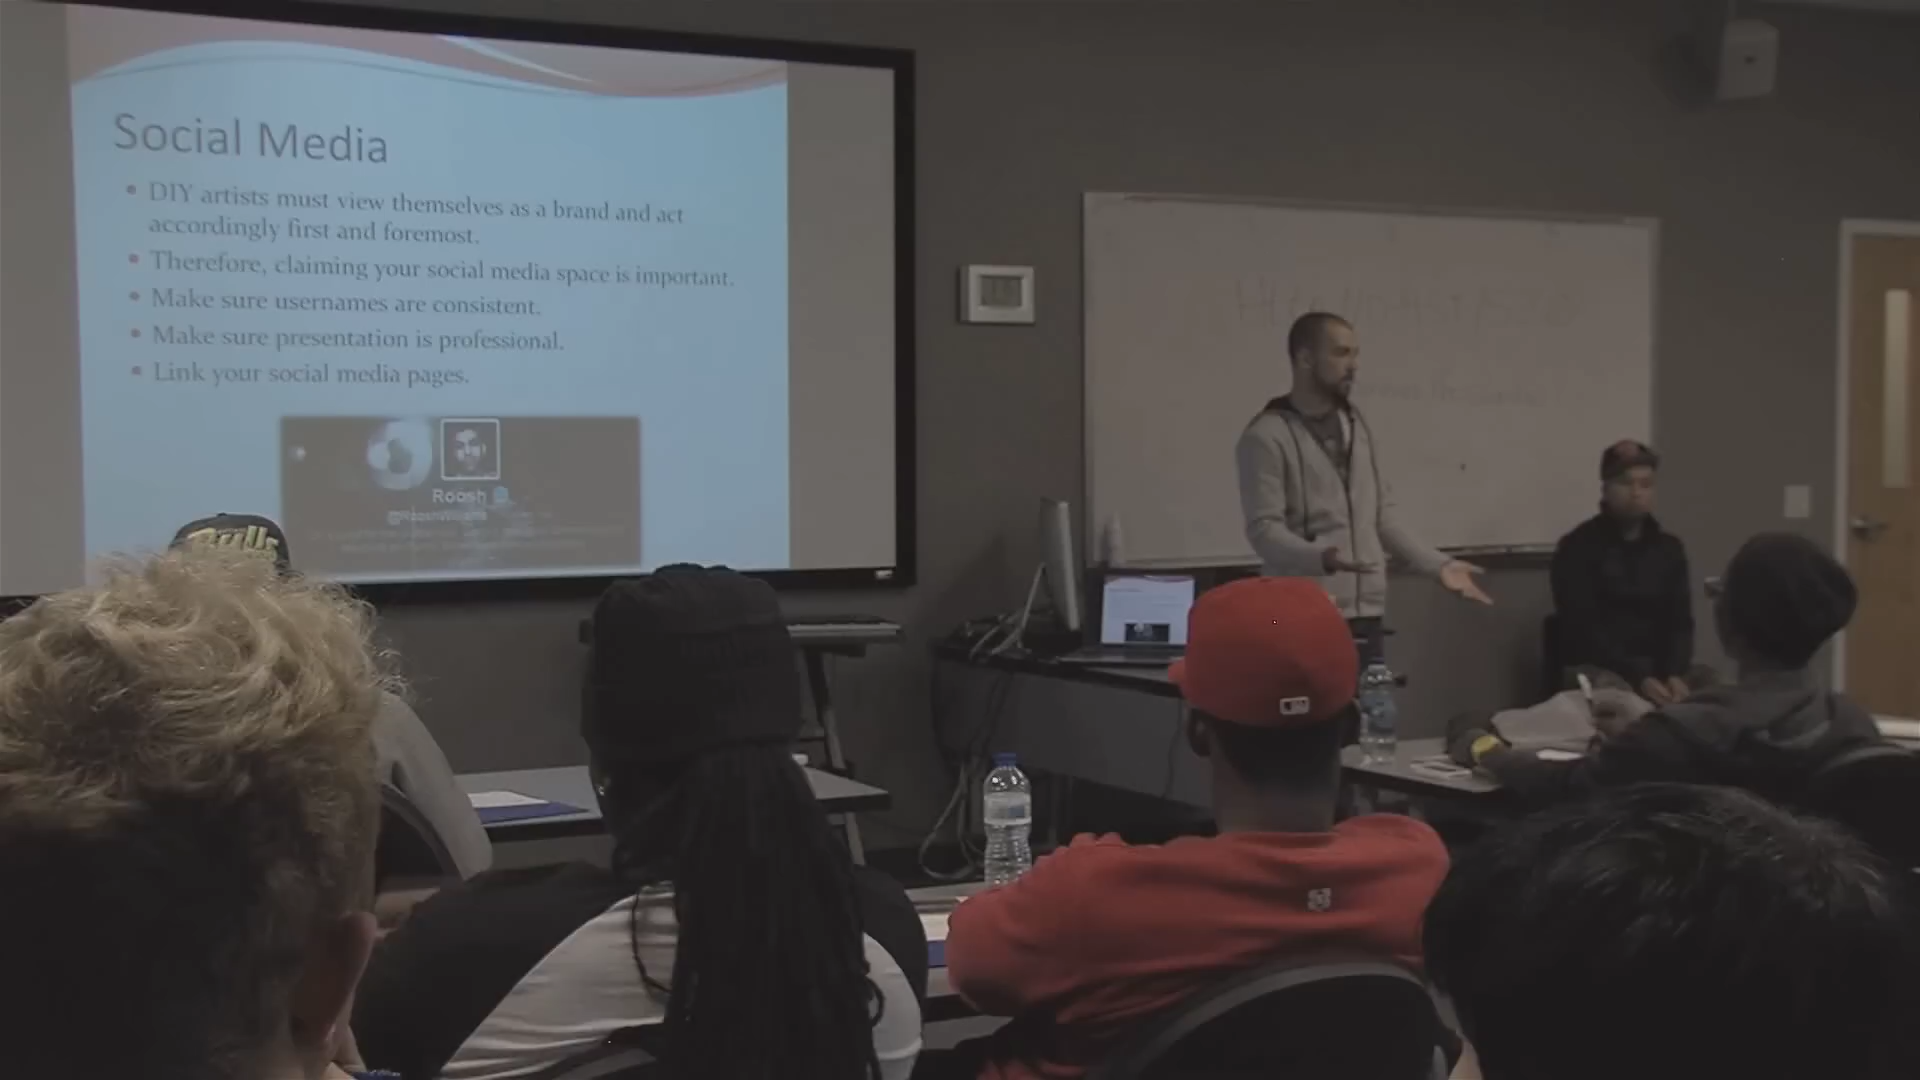 Social Media
• DIY artists must view themselves as a brand and act
accordingly first and foremost.
• Therefore, claiming your social media space is important.
• Make sure usernames are consistent.
• Make sure presentation is professional.
• Link your social media pages.
Roosh
@RooshWilliams
Bulls